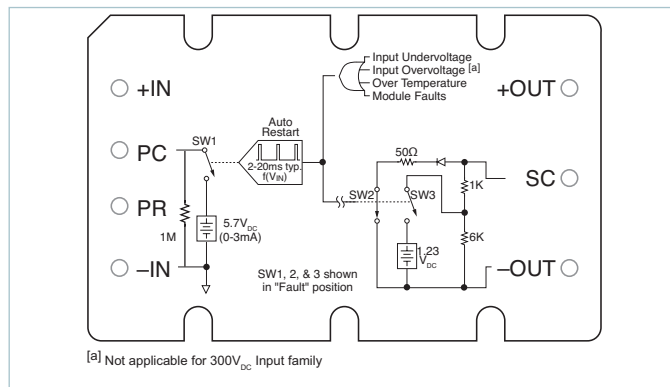 Input Undervoltage
Input Overvoltage [a]
Over Temperature
Module Faults
+IN
+OUT
Auto
Restart
PC
SW1
2-20ms typ.
f(VIN)
50Ω
SC
1K
PR
SW2
SW3
5.7VDC
(0-3mA)
1M
6K
1.23
VDC
–IN
SW1, 2, & 3 shown
in "Fault" position
–OUT
[a] Not applicable for 300VDC Input family